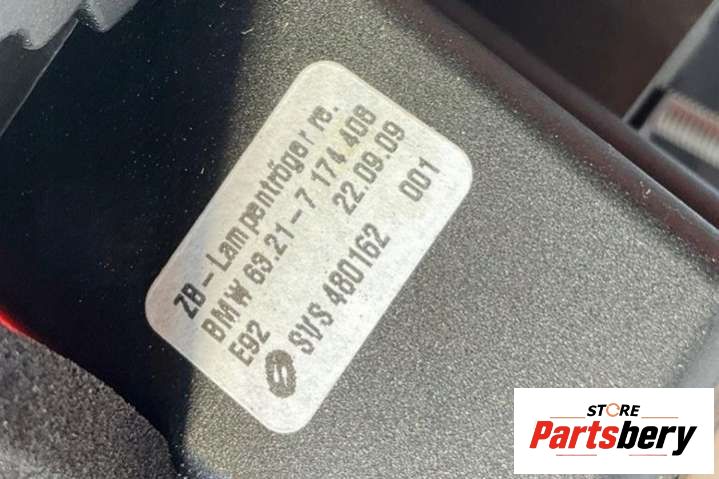 ZB-Lampenträger re.
BMW 63.21-7 174 406
E92 22.09.09
SVS 480162 001
STORE
Partsbery